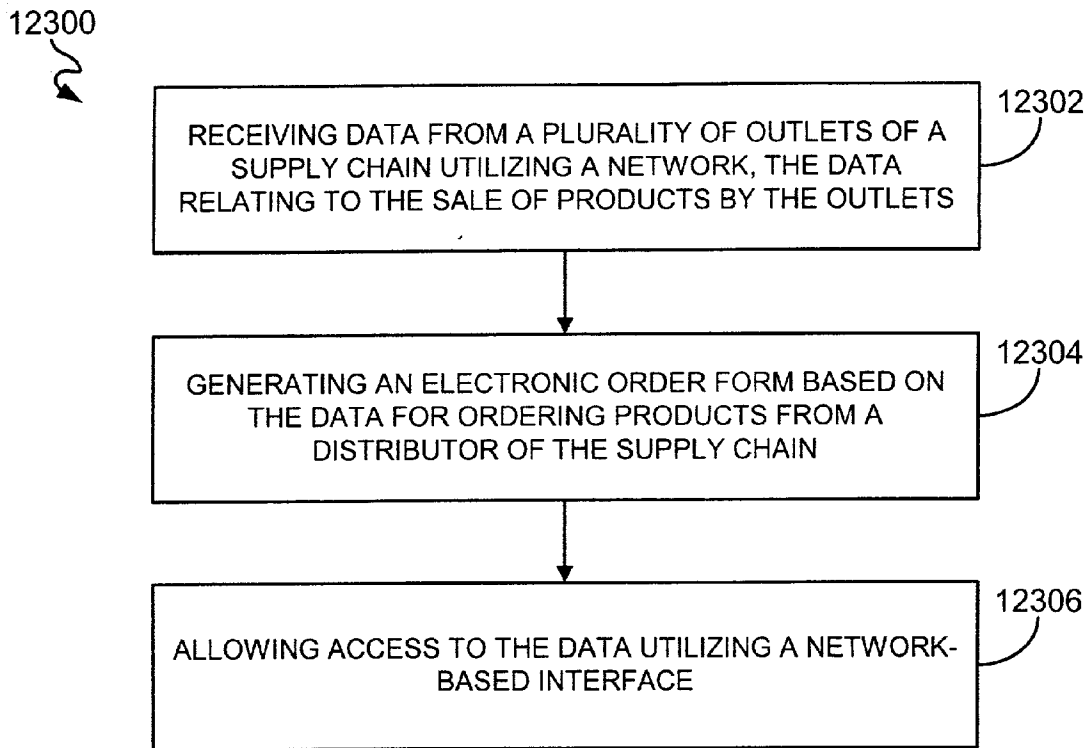 12300
12302
RECEIVING DATA FROM A PLURALITY OF OUTLETS OF A
SUPPLY CHAIN UTILIZING A NETWORK, THE DATA
RELATING TO THE SALE OF PRODUCTS BY THE OUTLETS
12304
GENERATING AN ELECTRONIC ORDER FORM BASED ON
THE DATA FOR ORDERING PRODUCTS FROM A
DISTRIBUTOR OF THE SUPPLY CHAIN
12306
ALLOWING ACCESS TO THE DATA UTILIZING A NETWORK-
BASED INTERFACE